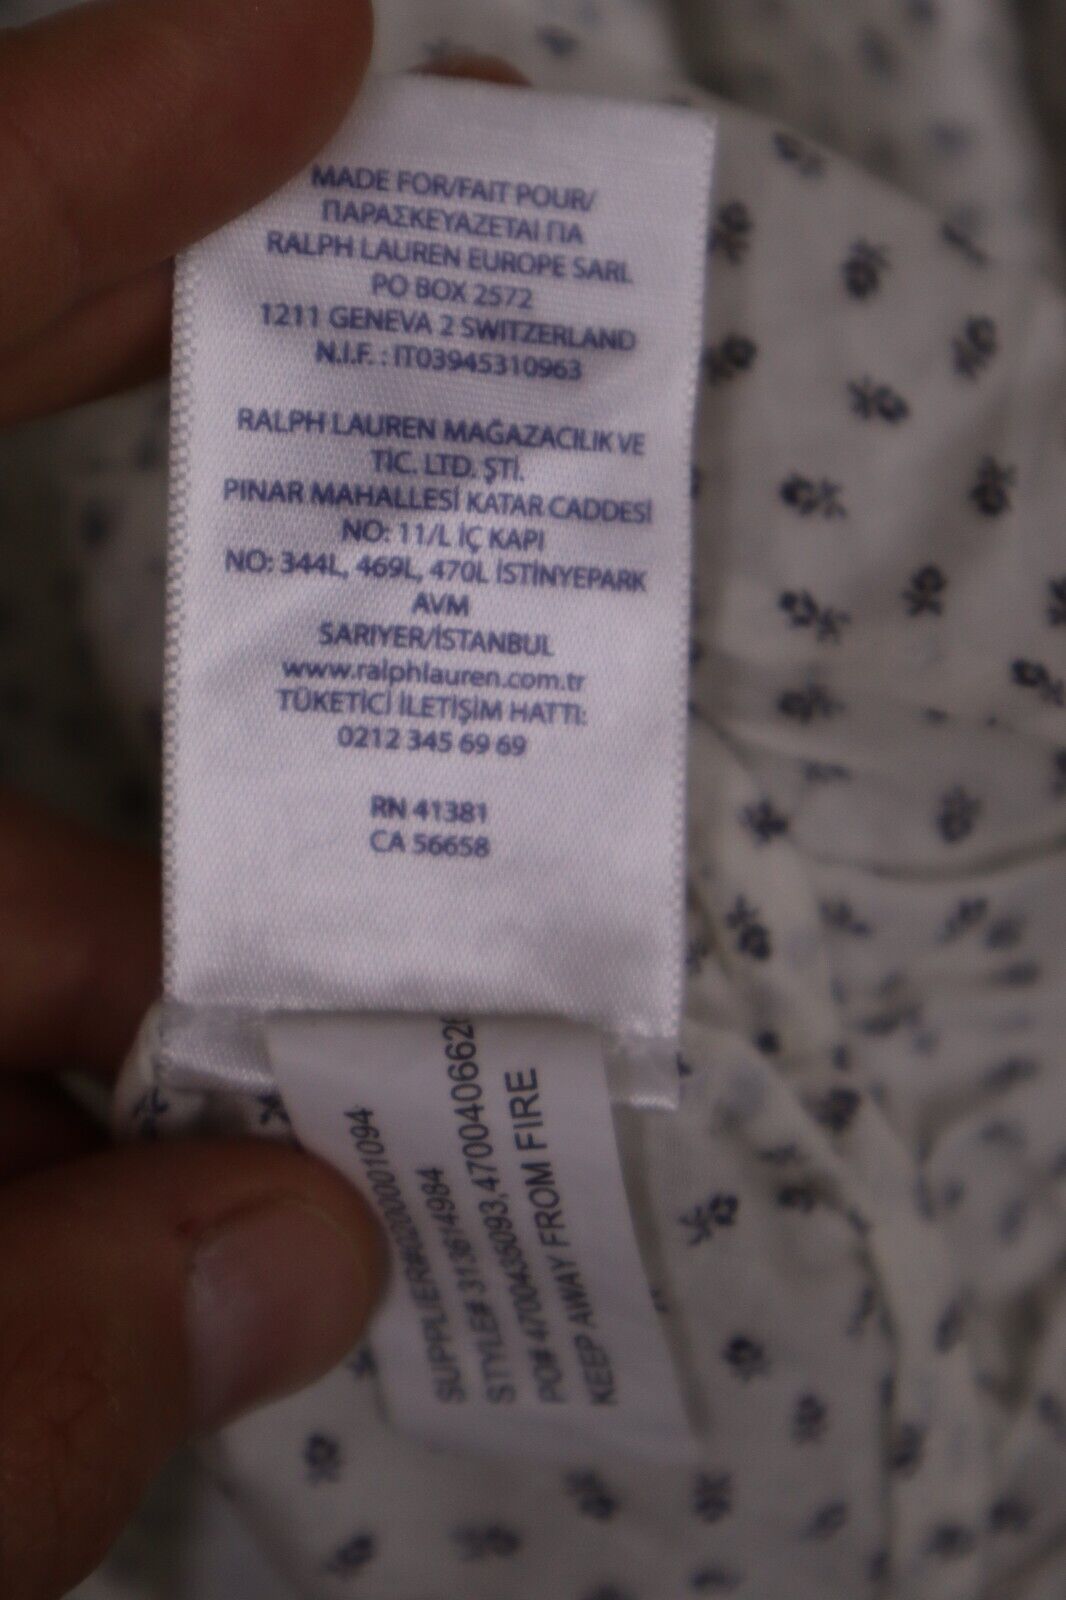 MADE FOR/FAIT POUR/
ΠΑΡΑΣΚΕΥΑΖΕΤΑΙ ΓΙΑ
RALPH LAUREN EUROPE SARL
PO BOX 2572
1211 GENEVA 2 SWITZERLAND
N.I.F. : IT03945310963
RALPH LAUREN MAĞAZACILIK VE
TİC. LTD. ŞTİ.
PINAR MAHALLESİ KATAR CADDESİ
NO: 11/L İÇ KAPI
NO: 344L, 469L, 470L İSTİNYEPARK
AVM
SARIYER/İSTANBUL
www.ralphlauren.com.tr
TÜKETİCİ İLETİŞİM HATTI:
0212 345 69 69
RN 41381
CA 56658
SUPPLIER#
STYLE# 313614984
PO# 4700435093,
KEEP AWAY FROM FIRE